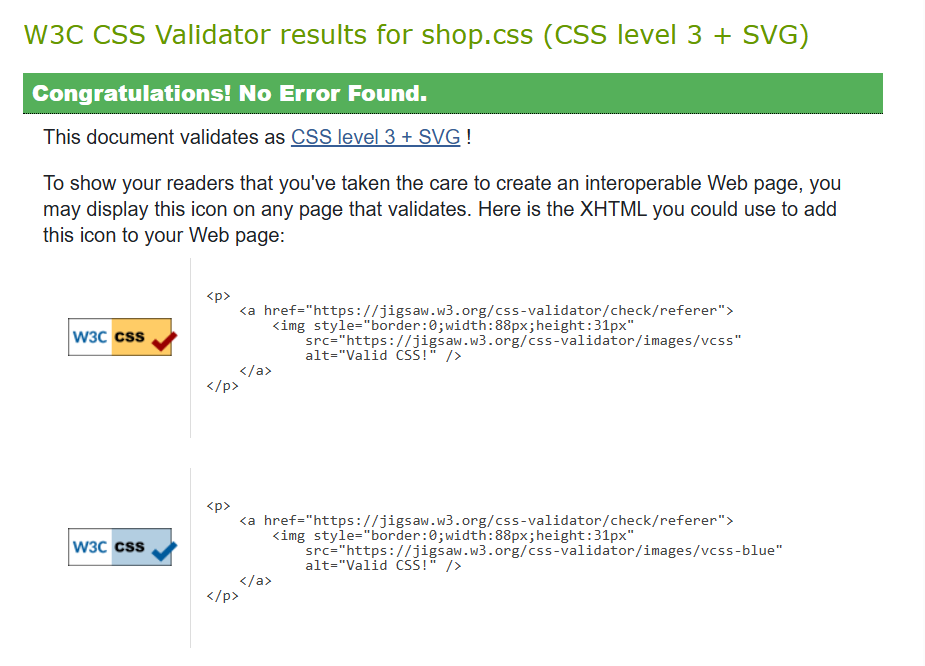 W3C CSS Validator results for shop.css (CSS level 3 + SVG)
Congratulations! No Error Found.
This document validates as CSS level 3 + SVG !
To show your readers that you've taken the care to create an interoperable Web page, you
may display this icon on any page that validates. Here is the XHTML you could use to add
this icon to your Web page:
W3C css
<p>
    <a href="https://jigsaw.w3.org/css-validator/check/referer">
        <img style="border:0;width:88px;height:31px"
            src="https://jigsaw.w3.org/css-validator/images/vcss"
            alt="Valid CSS!" />
    </a>
</p>
W3C css
<p>
    <a href="https://jigsaw.w3.org/css-validator/check/referer">
        <img style="border:0;width:88px;height:31px"
            src="https://jigsaw.w3.org/css-validator/images/vcss-blue"
            alt="Valid CSS!" />
    </a>
</p>